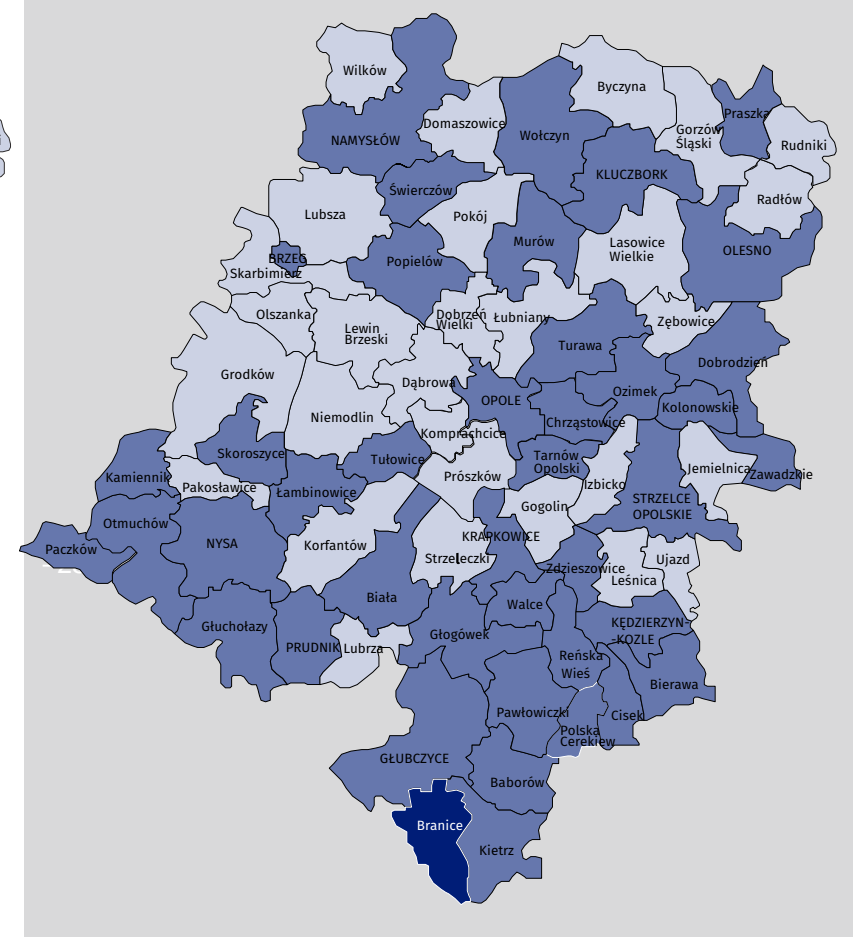 Wilków
Byczyna
Praszka
Domaszowice
NAMYSŁÓW
Wołczyn
Gorzów
Śląski
Rudniki
KLUCZBORK
Świerczów
Radłów
Lubsza
Pokój
Murów
Lasowice
Wielkie
OLESNO
BRZEG
Skarbimierz
Popielów
Olszanka
Dobrzeń
Wielki
Łubniany
Zębowice
Lewin
Brzeski
Turawa
Dobrodzień
Grodków
Dąbrowa
OPOLE
Ozimek
Kolonowskie
Niemodlin
Chrząstowice
Komprachcice
Skoroszyce
Tułowice
Tarnów
Opolski
Jemielnica
Zawadzkie
Kamiennik
Pakosławice
Łambinowice
Prószków
Izbicko
STRZELCE
OPOLSKIE
Gogolin
Otmuchów
Paczków
NYSA
Korfantów
KRAPKOWICE
Strzeleczki
Zdzieszowice
Ujazd
Leśnica
Biała
Walce
Głuchołazy
Głogówek
KĘDZIERZYN-
-KOZLE
PRUDNIK
Lubrza
Reńska
Wieś
Bierawa
Pawłowiczki
Cisek
Polska
Cerekiew
GŁUBCZYCE
Baborów
Branice
Kietrz